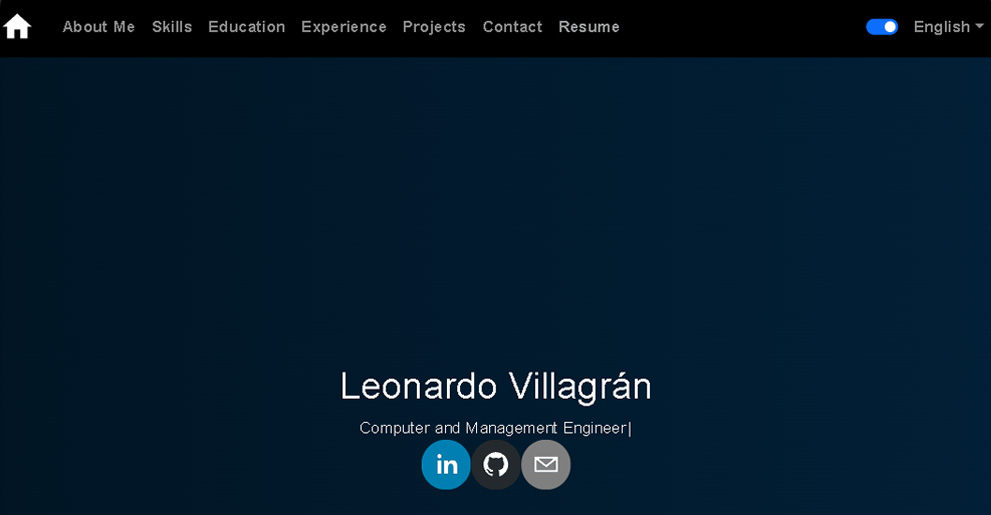 About Me Skills Education Experience Projects Contact Resume English
Leonardo Villagrán
Computer and Management Engineer|
in